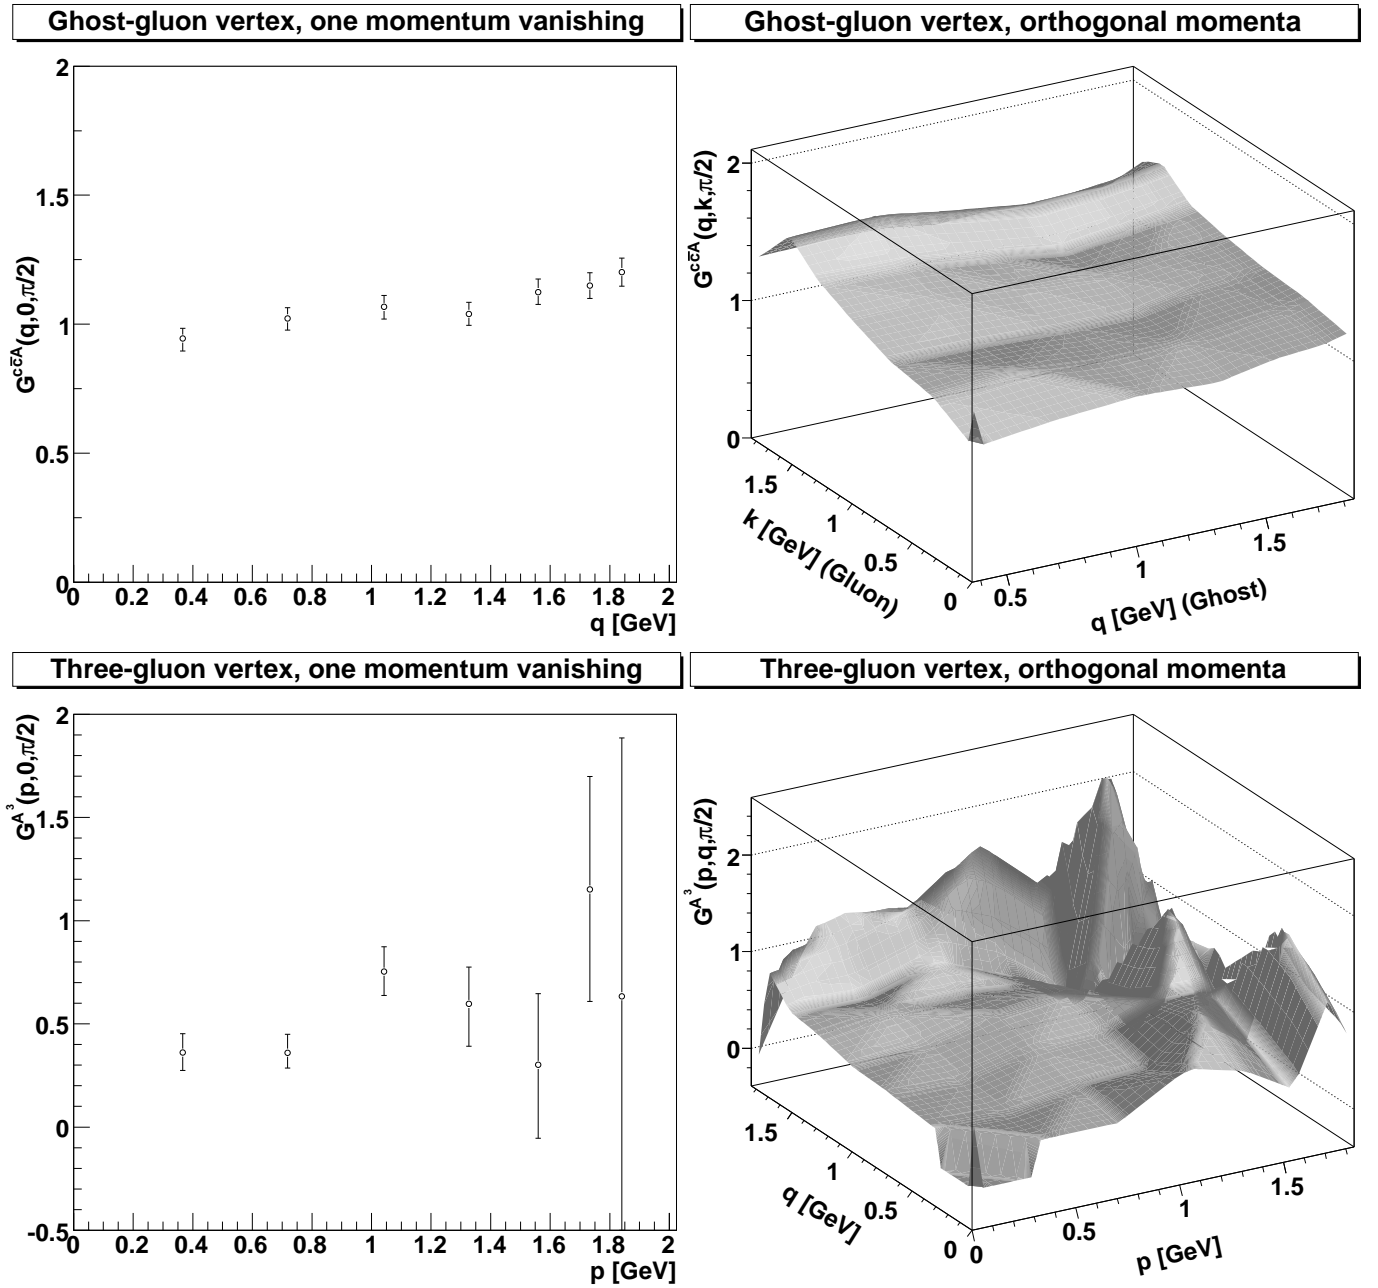 Ghost-gluon vertex, one momentum vanishing
G^{cc̄A}(q,0,π/2)
2
1.5
1
0.5
0
0 0.2 0.4 0.6 0.8 1 1.2 1.4 1.6 1.8 2
q [GeV]
Ghost-gluon vertex, orthogonal momenta
G^{cc̄A}(q,k,π/2)
2
1
0
1.5
1
0.5
0
k [GeV] (Gluon)
0.5 1 1.5
q [GeV] (Ghost)
Three-gluon vertex, one momentum vanishing
G^{A^3}(p,0,π/2)
2
1.5
1
0.5
0
-0.5
0 0.2 0.4 0.6 0.8 1 1.2 1.4 1.6 1.8 2
p [GeV]
Three-gluon vertex, orthogonal momenta
G^{A^3}(p,q,π/2)
2
1
0
1.5
1
0.5
0
q [GeV]
0 0.5 1 1.5
p [GeV]